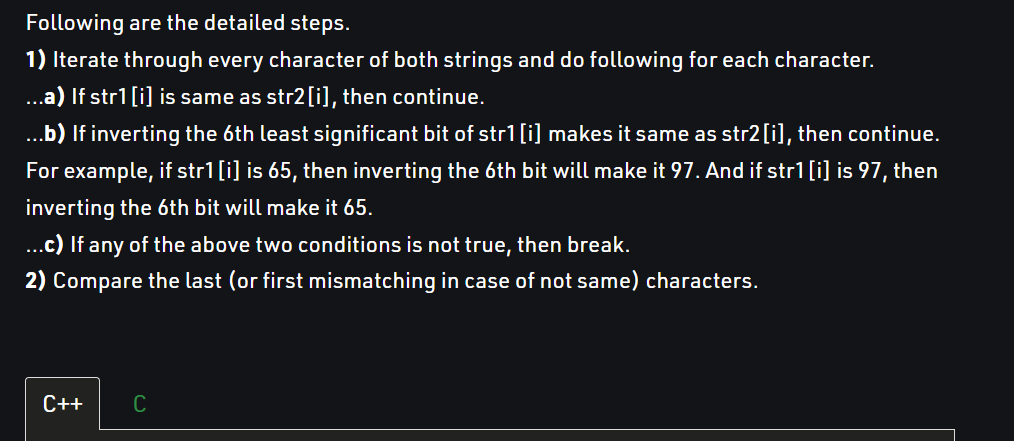 Following are the detailed steps.
1) Iterate through every character of both strings and do following for each character.
...a) If str1[i] is same as str2[i], then continue.
...b) If inverting the 6th least significant bit of str1[i] makes it same as str2[i], then continue.
For example, if str1[i] is 65, then inverting the 6th bit will make it 97. And if str1[i] is 97, then
inverting the 6th bit will make it 65.
...c) If any of the above two conditions is not true, then break.
2) Compare the last (or first mismatching in case of not same) characters.
C++ C